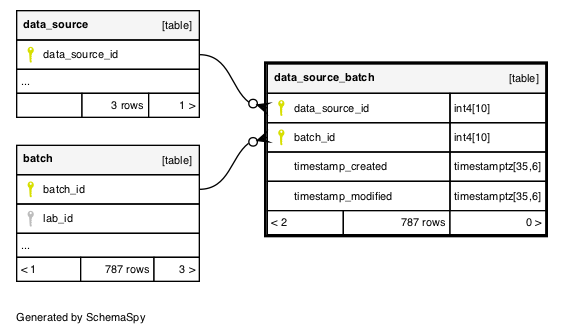 data_source [table]
data_source_id
...
3 rows 1 >
data_source_batch [table]
data_source_id int4[10]
batch_id int4[10]
timestamp_created timestamptz[35,6]
timestamp_modified timestamptz[35,6]
< 2 787 rows 0 >
batch [table]
batch_id
lab_id
...
< 1 787 rows 3 >
Generated by SchemaSpy